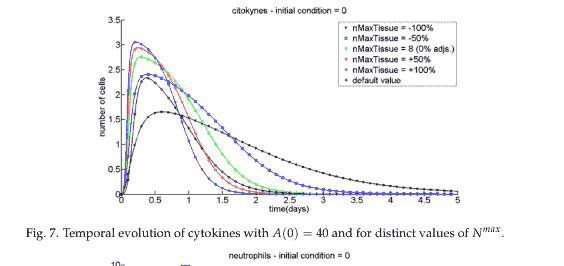 citokynes - initial condition = 0
3.5
3
2.5
2
1.5
1
0.5
0
number of cells
nMaxTissue = -100%
nMaxTissue = -50%
nMaxTissue = 8 (0% adjs.)
nMaxTissue = +50%
nMaxTissue = +100%
default value
0 0.5 1 1.5 2 2.5 3 3.5 4 4.5 5
time(days)
Fig. 7. Temporal evolution of cytokines with A(0) = 40 and for distinct values of N^max.
neutrophils - initial condition = 0
10